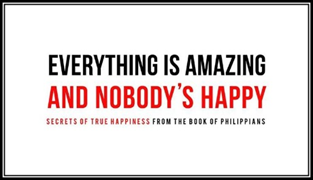 EVERYTHING IS AMAZING
AND NOBODY'S HAPPY
SECRETS OF TRUE HAPPINESS FROM THE BOOK OF PHILIPPIANS